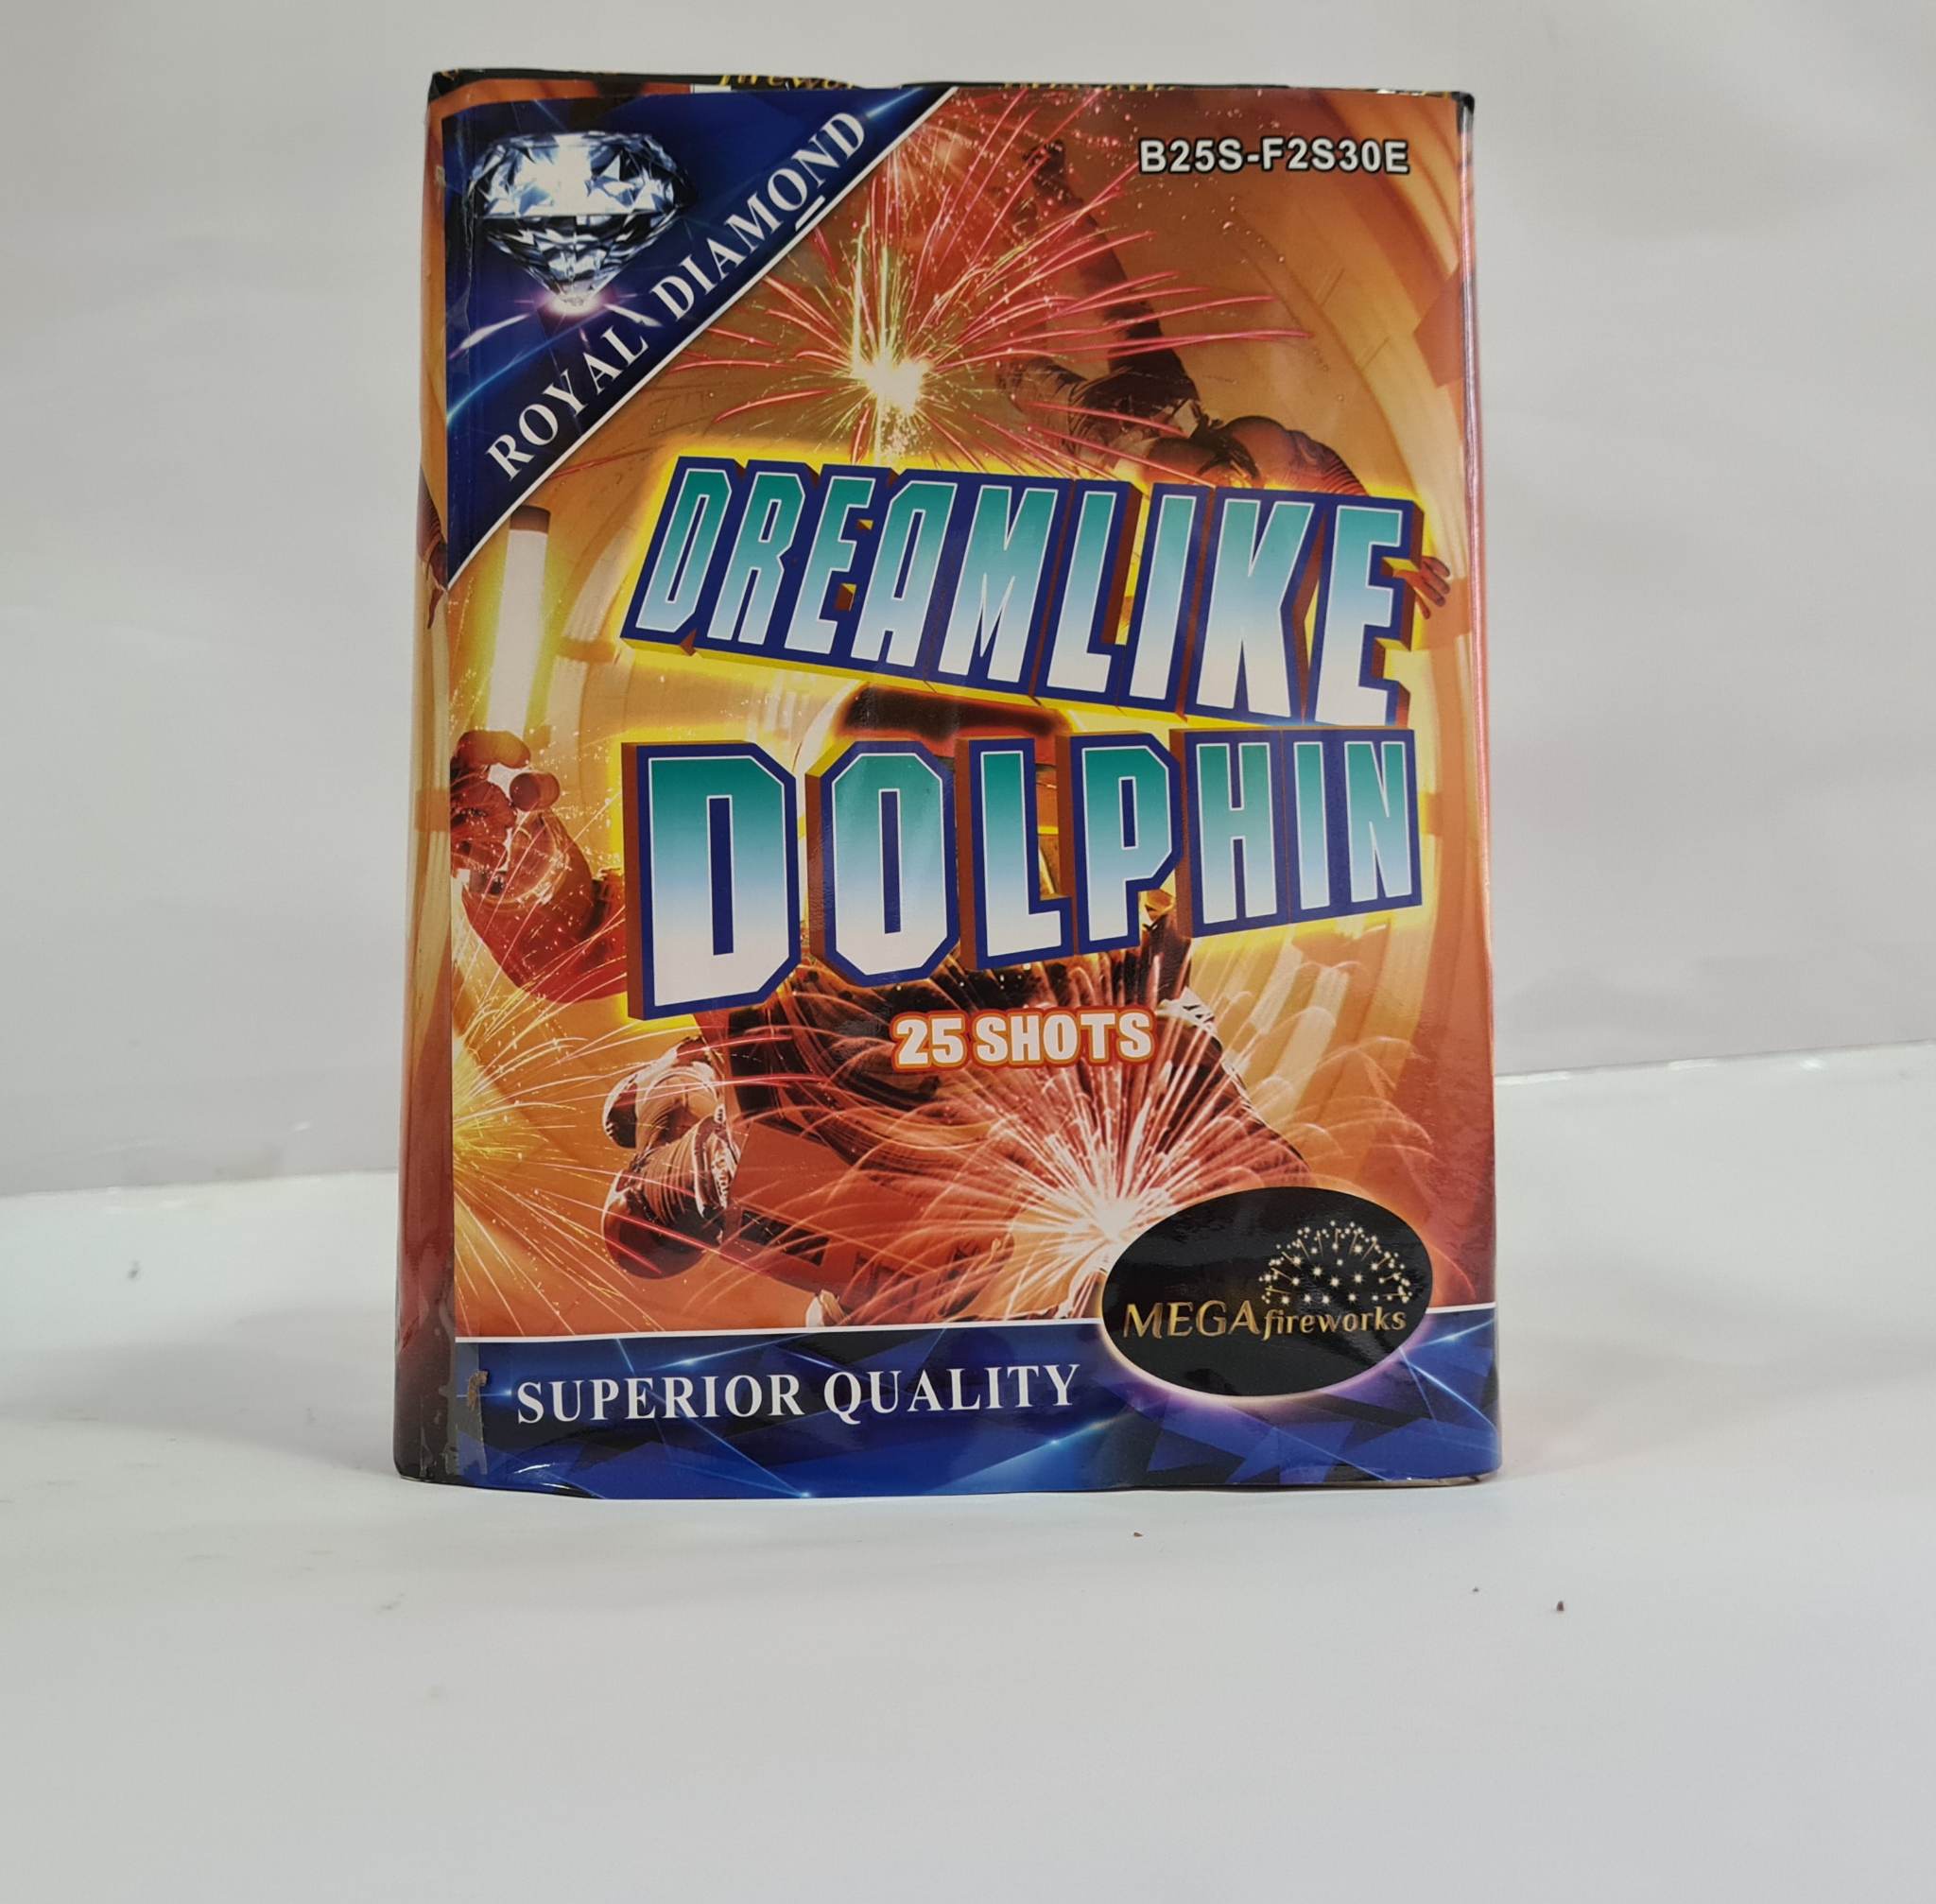 ROYAL DIAMOND
B25S-F2S30E
DREAMLIKE
DOLPHIN
25 SHOTS
MEGAfireworks
SUPERIOR QUALITY